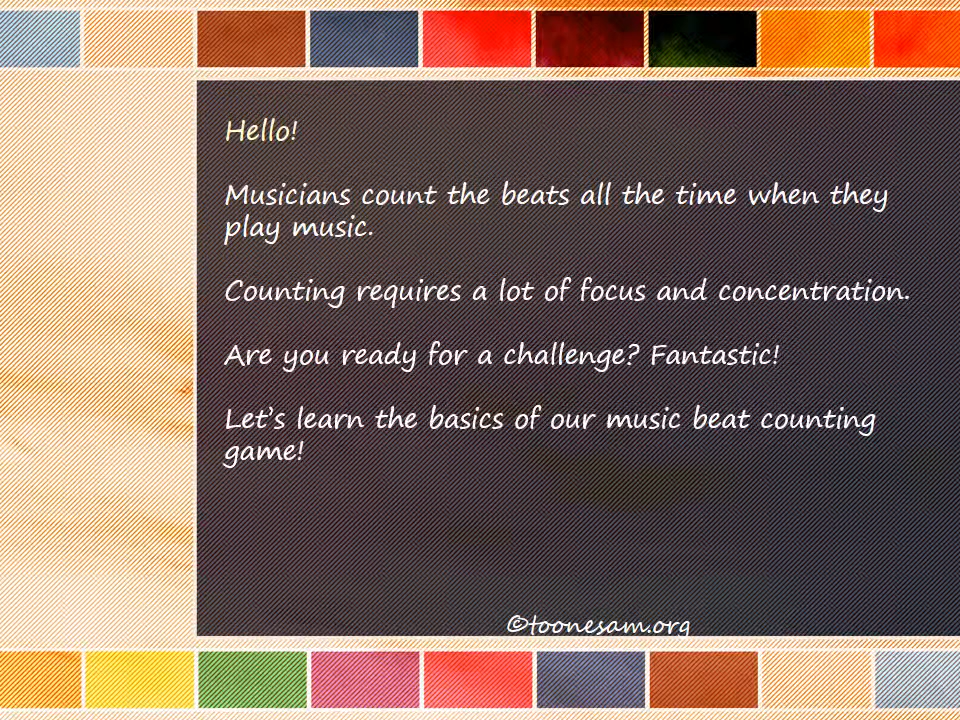 Hello!
Musicians count the beats all the time when they
play music.
Counting requires a lot of focus and concentration.
Are you ready for a challenge? Fantastic!
Let's learn the basics of our music beat counting
game!
©toonesam.org